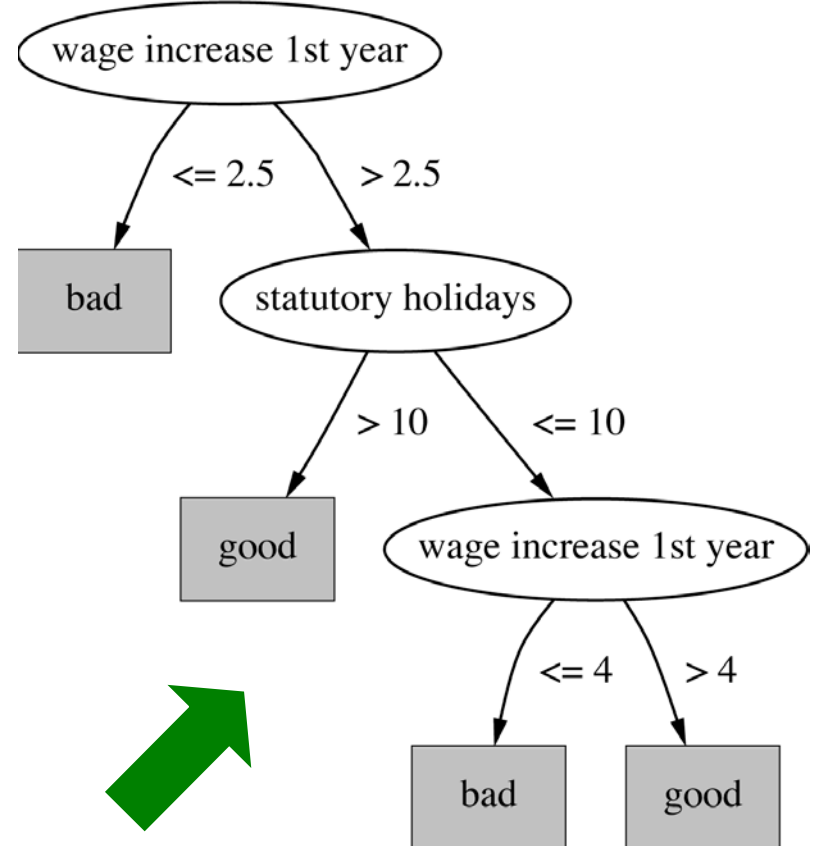 wage increase 1st year
<= 2.5
> 2.5
bad
statutory holidays
> 10
<= 10
good
wage increase 1st year
<= 4
> 4
bad
good